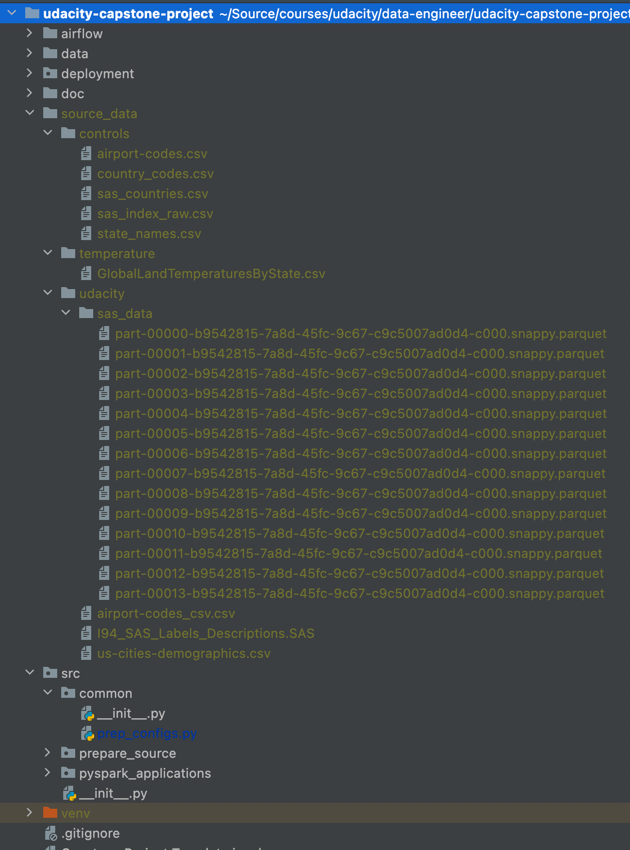 udacity-capstone-project ~/Source/courses/udacity/data-engineer/udacity-capstone-project
airflow
data
deployment
doc
source_data
controls
airport-codes.csv
country_codes.csv
sas_countries.csv
sas_index_raw.csv
state_names.csv
temperature
GlobalLandTemperaturesByState.csv
udacity
sas_data
part-00000-b9542815-7a8d-45fc-9c67-c9c5007ad0d4-c000.snappy.parquet
part-00001-b9542815-7a8d-45fc-9c67-c9c5007ad0d4-c000.snappy.parquet
part-00002-b9542815-7a8d-45fc-9c67-c9c5007ad0d4-c000.snappy.parquet
part-00003-b9542815-7a8d-45fc-9c67-c9c5007ad0d4-c000.snappy.parquet
part-00004-b9542815-7a8d-45fc-9c67-c9c5007ad0d4-c000.snappy.parquet
part-00005-b9542815-7a8d-45fc-9c67-c9c5007ad0d4-c000.snappy.parquet
part-00006-b9542815-7a8d-45fc-9c67-c9c5007ad0d4-c000.snappy.parquet
part-00007-b9542815-7a8d-45fc-9c67-c9c5007ad0d4-c000.snappy.parquet
part-00008-b9542815-7a8d-45fc-9c67-c9c5007ad0d4-c000.snappy.parquet
part-00009-b9542815-7a8d-45fc-9c67-c9c5007ad0d4-c000.snappy.parquet
part-00010-b9542815-7a8d-45fc-9c67-c9c5007ad0d4-c000.snappy.parquet
part-00011-b9542815-7a8d-45fc-9c67-c9c5007ad0d4-c000.snappy.parquet
part-00012-b9542815-7a8d-45fc-9c67-c9c5007ad0d4-c000.snappy.parquet
part-00013-b9542815-7a8d-45fc-9c67-c9c5007ad0d4-c000.snappy.parquet
airport-codes_csv.csv
I94_SAS_Labels_Descriptions.SAS
us-cities-demographics.csv
src
common
__init__.py
prep_configs.py
prepare_source
pyspark_applications
__init__.py
venv
.gitignore